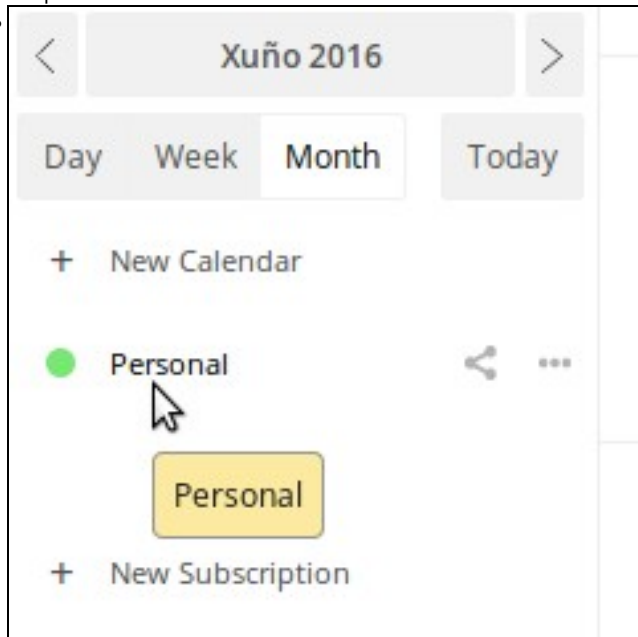 Xuño 2016
Day Week Month Today
+ New Calendar
Personal
Personal
+ New Subscription